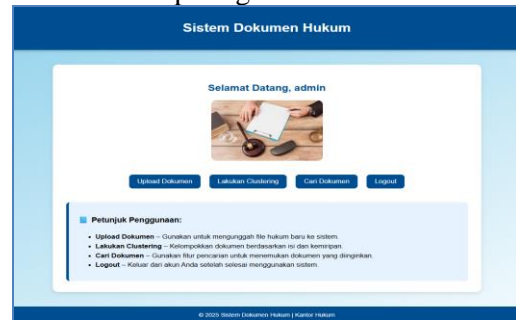 Sistem Dokumen Hukum
Selamat Datang, admin
Upload Dokumen Lakukan Clustering Cari Dokumen Logout
Petunjuk Penggunaan:
• Upload Dokumen – Gunakan untuk mengunggah file hukum baru ke sistem.
• Lakukan Clustering – Kelompokkan dokumen berdasarkan isi dan kemiripan.
• Cari Dokumen – Gunakan fitur pencarian untuk menemukan dokumen yang diinginkan.
• Logout – Keluar dari akun Anda setelah selesai menggunakan sistem.
© 2025 Sistem Dokumen Hukum | Kantor Hukum